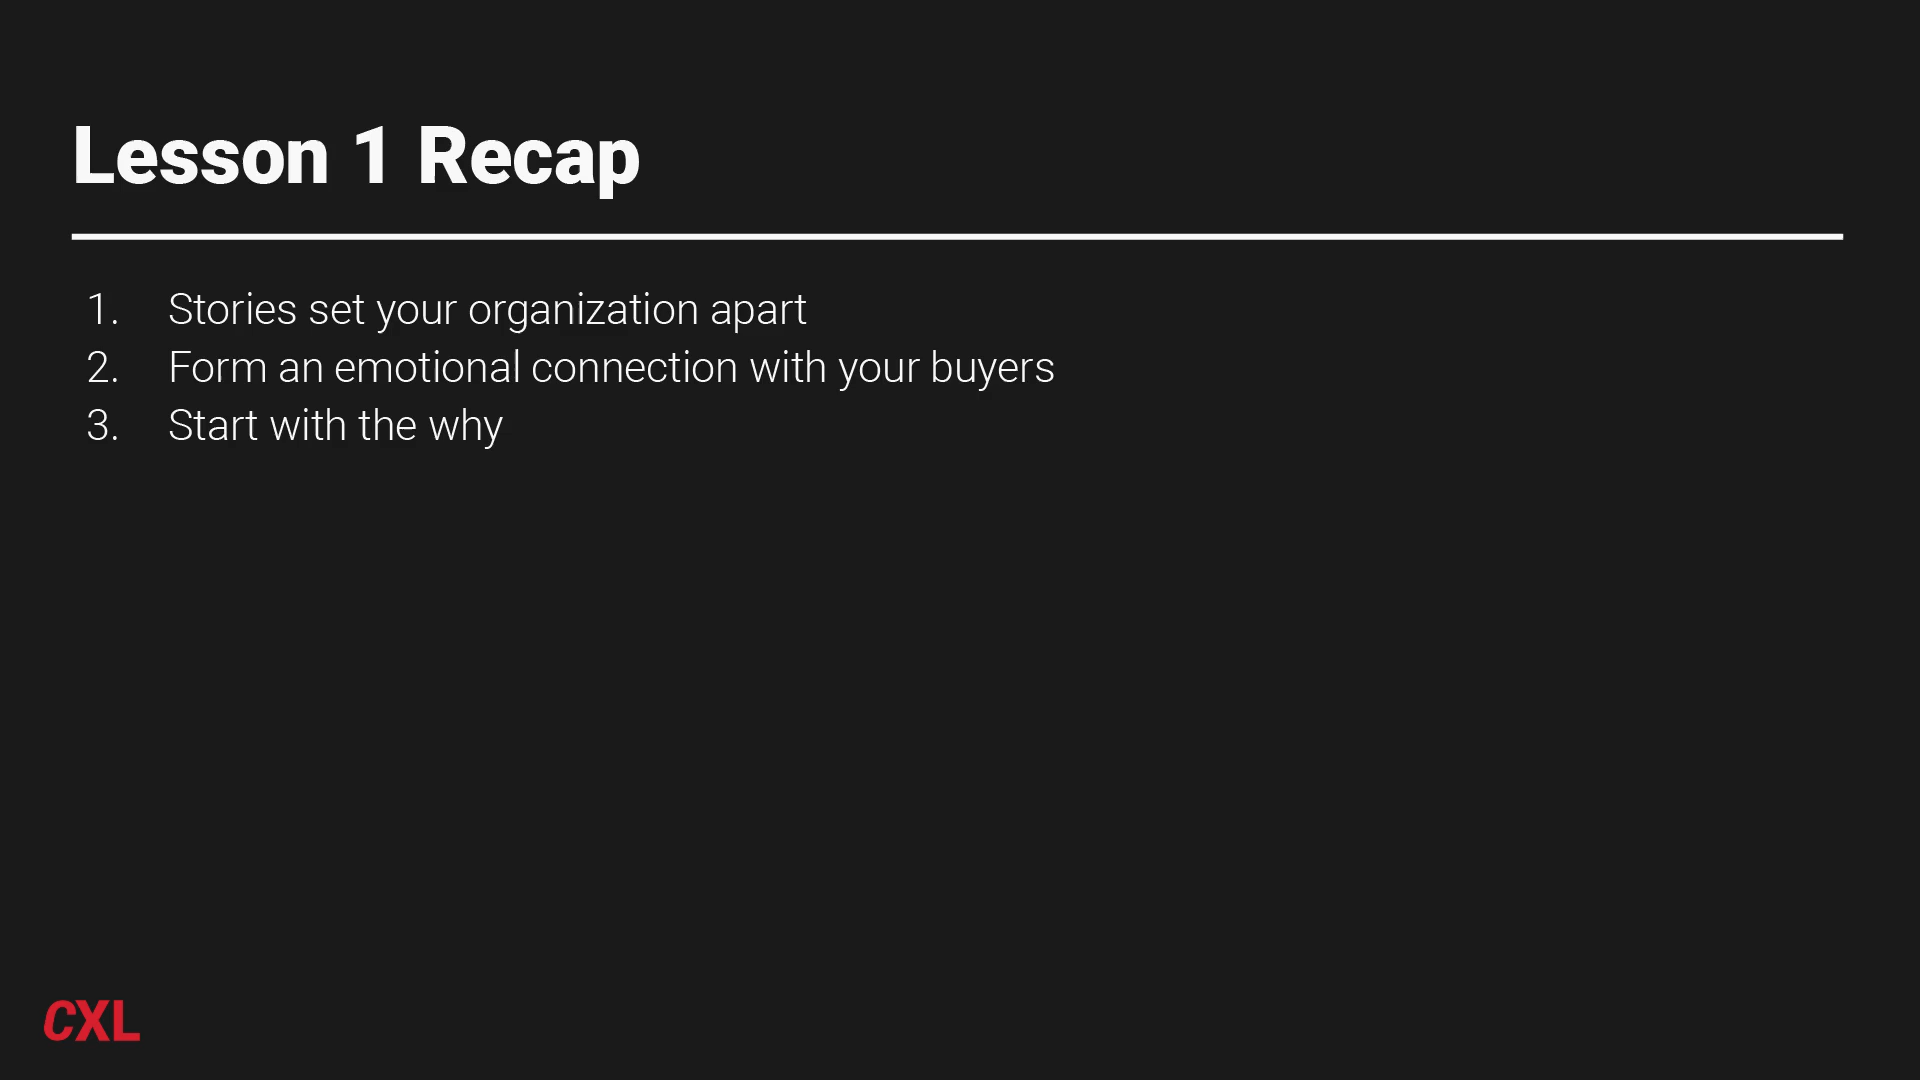 Lesson 1 Recap
1. Stories set your organization apart
2. Form an emotional connection with your buyers
3. Start with the why
CXL